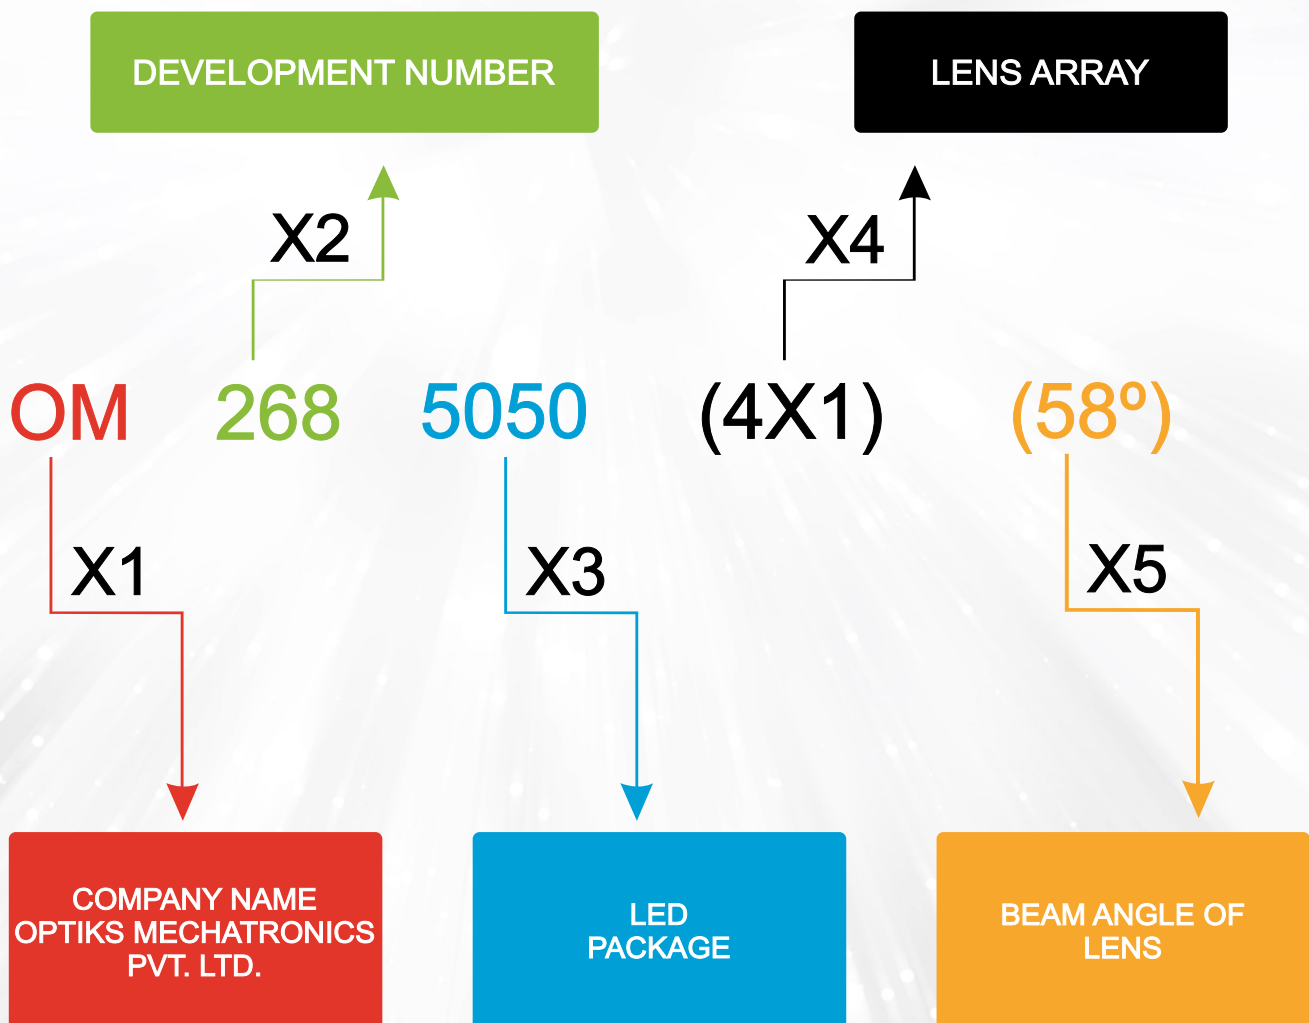 DEVELOPMENT NUMBER
LENS ARRAY
X2
X4
OM 268 5050 (4X1) (58º)
X1
X3
X5
COMPANY NAME
OPTIKS MECHATRONICS
PVT. LTD.
LED
PACKAGE
BEAM ANGLE OF
LENS